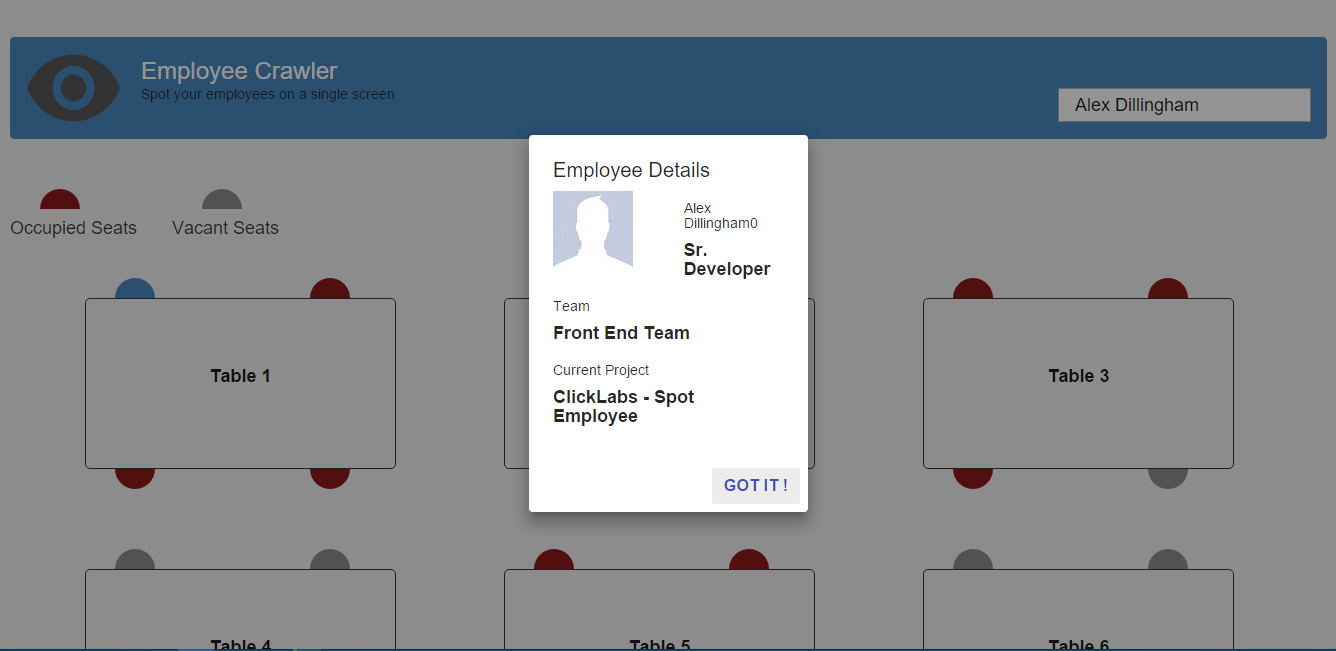 Employee Crawler
Spot your employees on a single screen
Alex Dillingham
Occupied Seats
Vacant Seats
Employee Details
Alex
Dillingham0
Sr.
Developer
Team
Front End Team
Current Project
ClickLabs - Spot
Employee
GOT IT !
Table 1
Table 3
Table 4
Table 5
Table 6